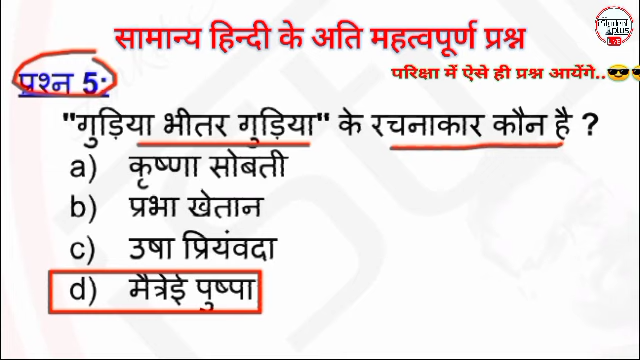 सामान्य हिन्दी के अति महत्वपूर्ण प्रश्न
परिक्षा में ऐसे ही प्रश्न आयेंगे..😎😎
प्रश्न 5:
"गुड़िया भीतर गुड़िया" के रचनाकार कौन है ?
a) कृष्णा सोबती
b) प्रभा खेतान
c) उषा प्रियंवदा
d) मैत्रेई पुष्पा